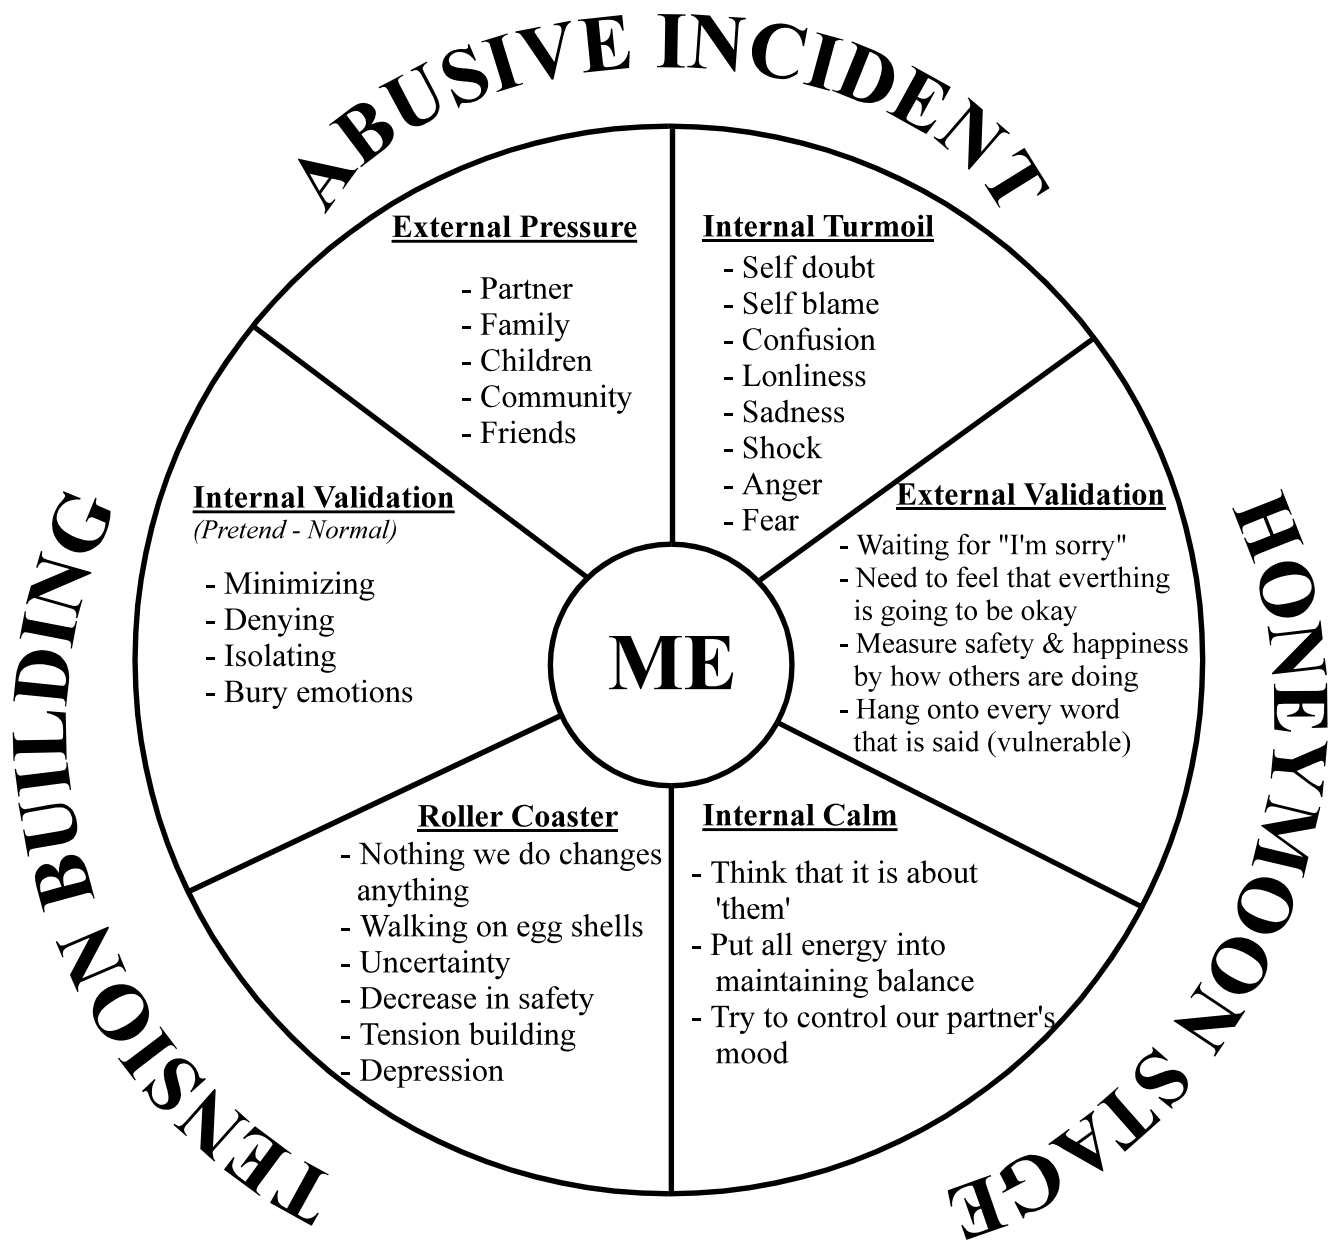 ABUSIVE INCIDENT
External Pressure
- Partner
- Family
- Children
- Community
- Friends
Internal Turmoil
- Self doubt
- Self blame
- Confusion
- Lonliness
- Sadness
- Shock
- Anger
- Fear
External Validation
- Waiting for "I'm sorry"
- Need to feel that everthing
is going to be okay
- Measure safety & happiness
by how others are doing
- Hang onto every word
that is said (vulnerable)
HONEYMOON STAGE
Internal Calm
- Think that it is about
'them'
- Put all energy into
maintaining balance
- Try to control our partner's
mood
Roller Coaster
- Nothing we do changes
anything
- Walking on egg shells
- Uncertainty
- Decrease in safety
- Tension building
- Depression
TENSION BUILDING
Internal Validation
(Pretend - Normal)
- Minimizing
- Denying
- Isolating
- Bury emotions
ME